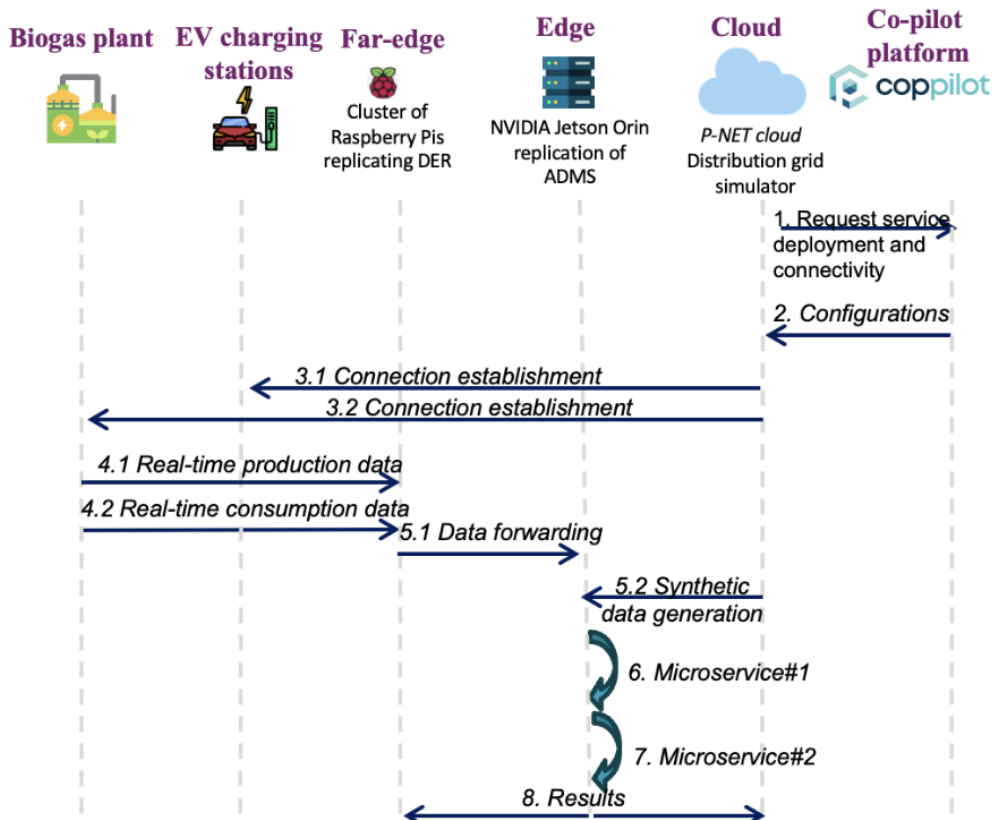 Biogas plant
EV charging
stations
Far-edge
Cluster of
Raspberry Pis
replicating DER
Edge
NVIDIA Jetson Orin
replication of
ADMS
Cloud
P-NET cloud
Distribution grid
simulator
Co-pilot
platform
coppilot
1. Request service
deployment and
connectivity
2. Configurations
3.1 Connection establishment
3.2 Connection establishment
4.1 Real-time production data
4.2 Real-time consumption data
5.1 Data forwarding
5.2 Synthetic
data generation
6. Microservice#1
7. Microservice#2
8. Results